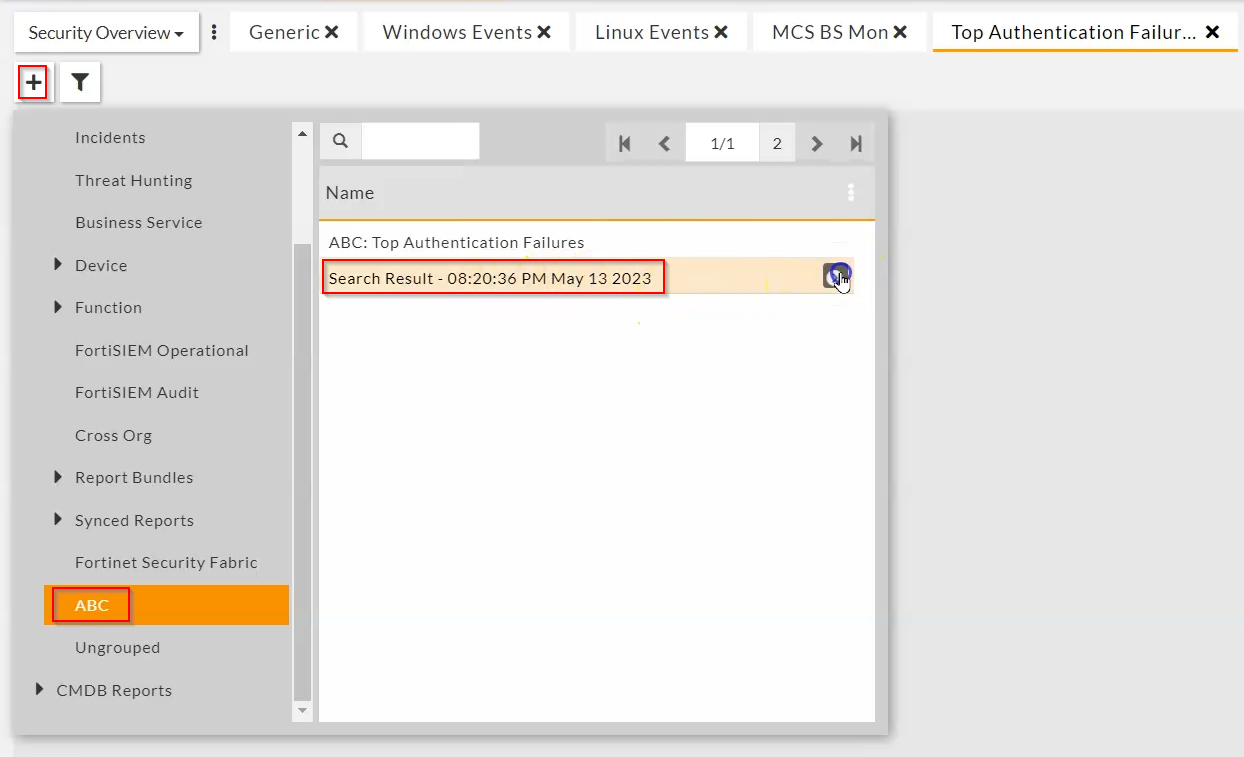 Security Overview
Generic
Windows Events
Linux Events
MCS BS Mon
Top Authentication Failur...
Incidents
Threat Hunting
Business Service
Device
Function
FortiSIEM Operational
FortiSIEM Audit
Cross Org
Report Bundles
Synced Reports
Fortinet Security Fabric
ABC
Ungrouped
CMDB Reports
1/1
2
Name
ABC: Top Authentication Failures
Search Result - 08:20:36 PM May 13 2023